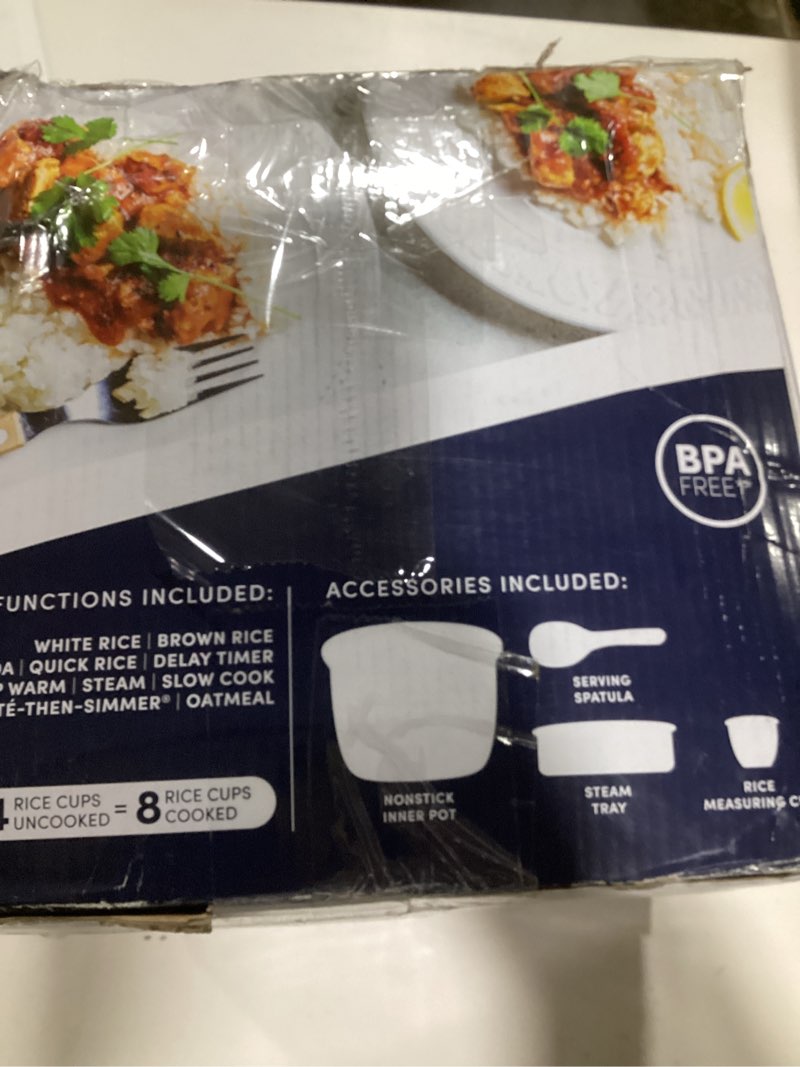 BPA
FREE†
FUNCTIONS INCLUDED:
WHITE RICE | BROWN RICE
| QUICK RICE | DELAY TIMER
WARM | STEAM | SLOW COOK
TÉ-THEN-SIMMER® | OATMEAL
4 RICE CUPS UNCOOKED = 8 RICE CUPS COOKED
ACCESSORIES INCLUDED:
NONSTICK
INNER POT
SERVING
SPATULA
STEAM
TRAY
RICE
MEASURING